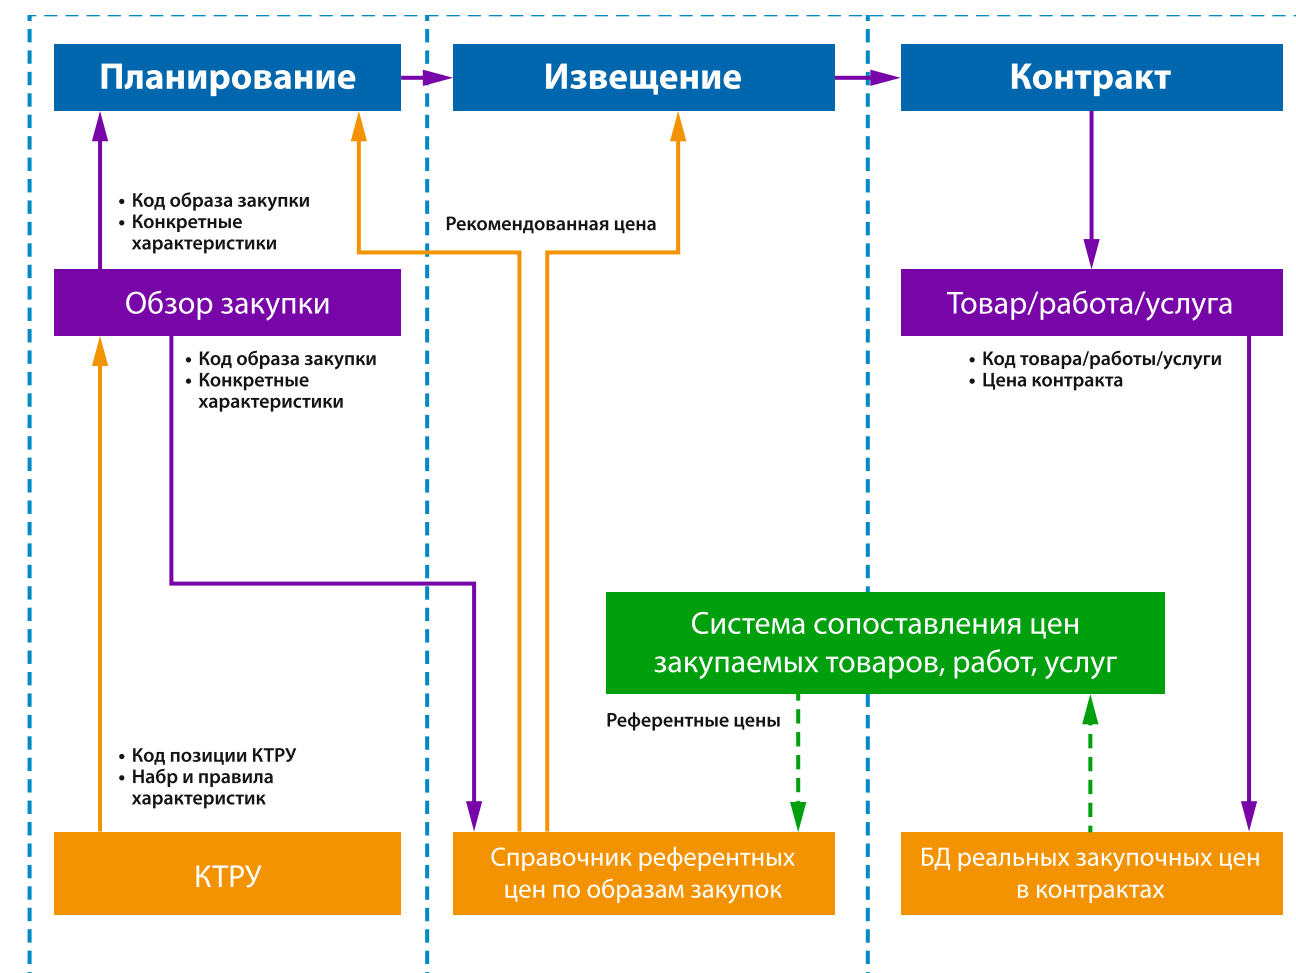 Планирование
Извещение
Контракт
• Код образа закупки
• Конкретные
характеристики
Рекомендованная цена
Обзор закупки
Товар/работа/услуга
• Код образа закупки
• Конкретные
характеристики
• Код товара/работы/услуги
• Цена контракта
Система сопоставления цен
закупаемых товаров, работ, услуг
Референтные цены
• Код позиции КТРУ
• Набр и правила
характеристик
КТРУ
Справочник референтных
цен по образам закупок
БД реальных закупочных цен
в контрактах